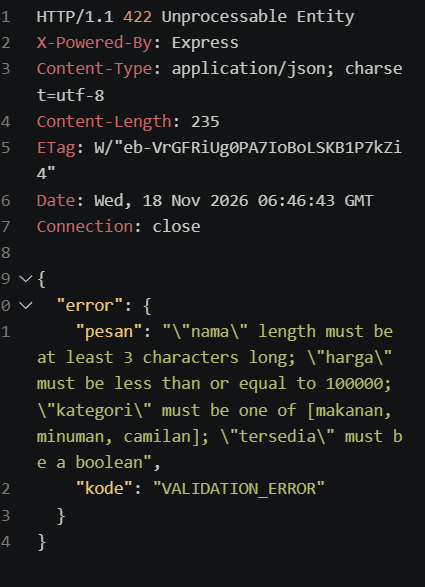 1 HTTP/1.1 422 Unprocessable Entity
2 X-Powered-By: Express
3 Content-Type: application/json; charse
t=utf-8
4 Content-Length: 235
5 ETag: W/"eb-VrGFRiUg0PA7IoBoLSKB1P7kZi
4"
6 Date: Wed, 18 Nov 2026 06:46:43 GMT
7 Connection: close
8
9 {
0 "error": {
1 "pesan": "\"nama\" length must be
at least 3 characters long; \"harga\"
must be less than or equal to 100000;
\"kategori\" must be one of [makanan,
minuman, camilan]; \"tersedia\" must b
e a boolean",
2 "kode": "VALIDATION_ERROR"
3 }
4 }